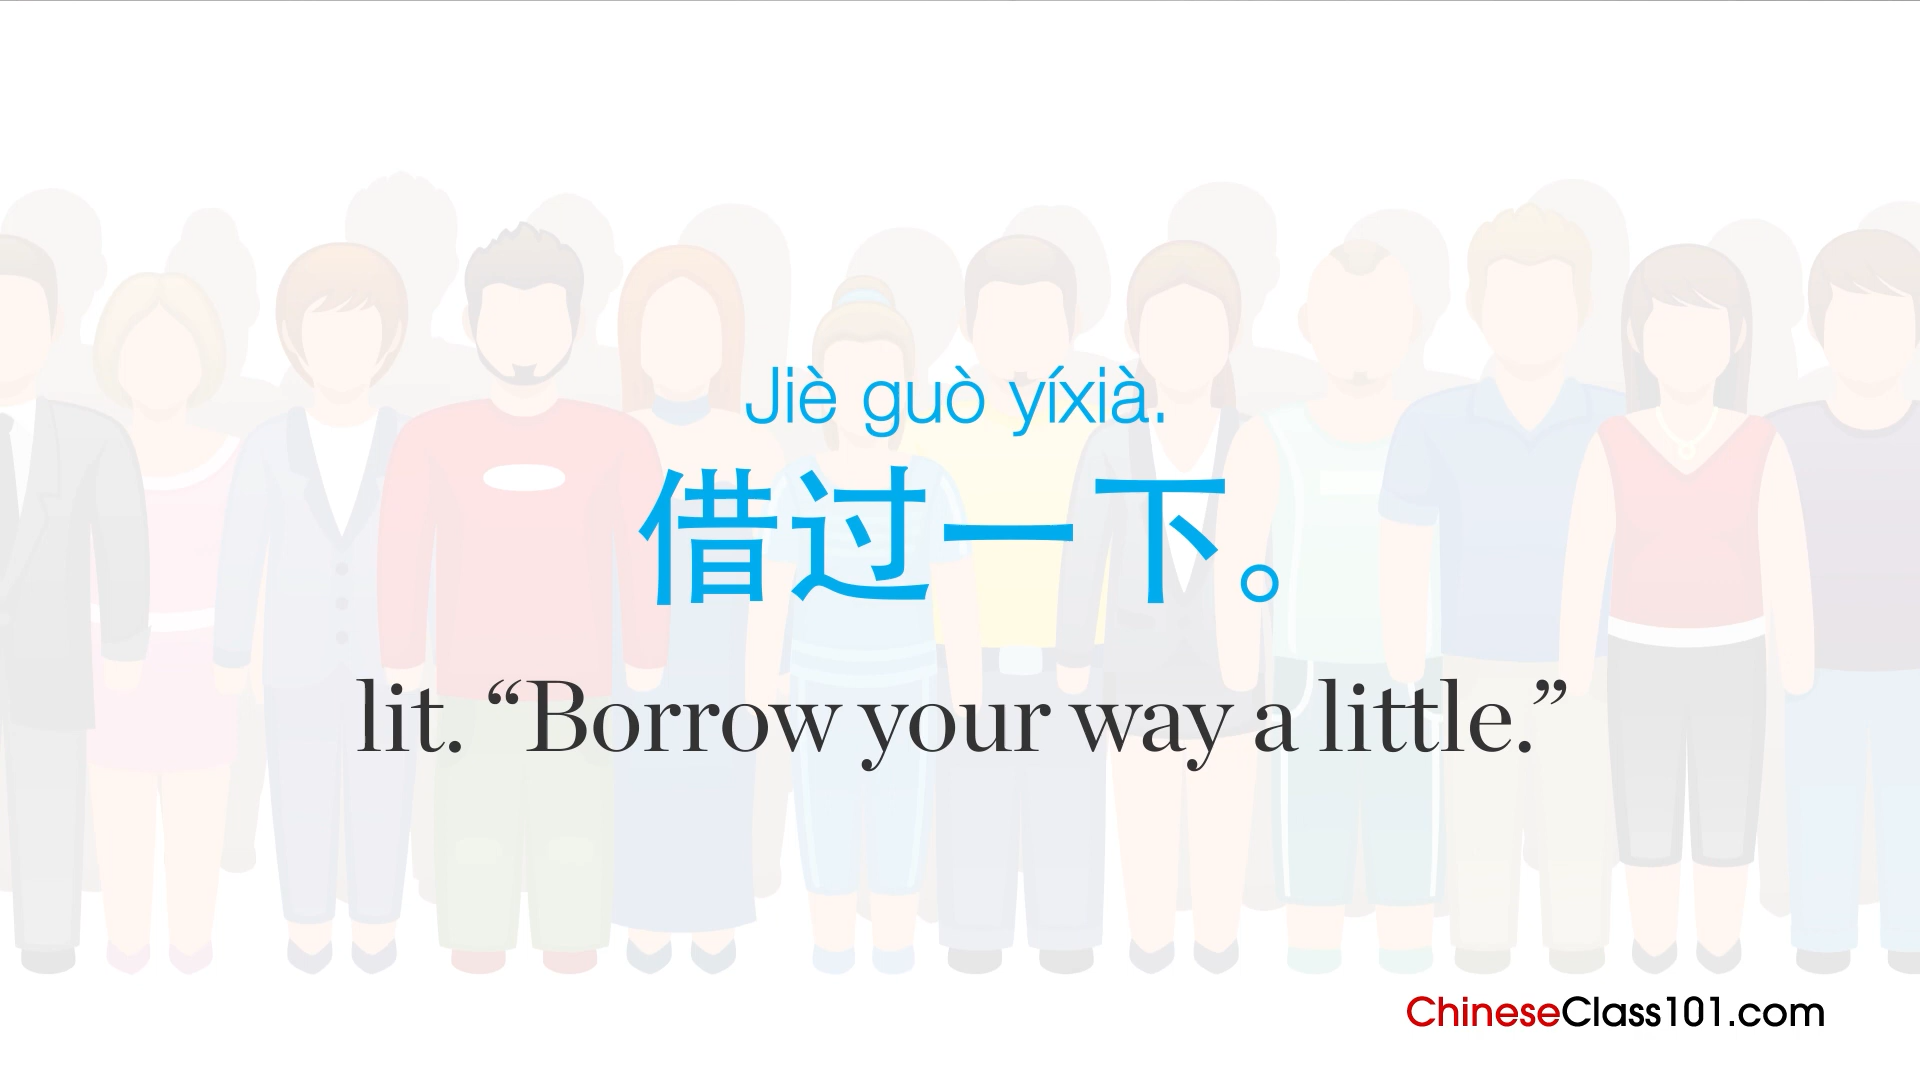 Jiè guò yíxià.
借过一下。
lit. “Borrow your way a little.”
ChineseClass101.com